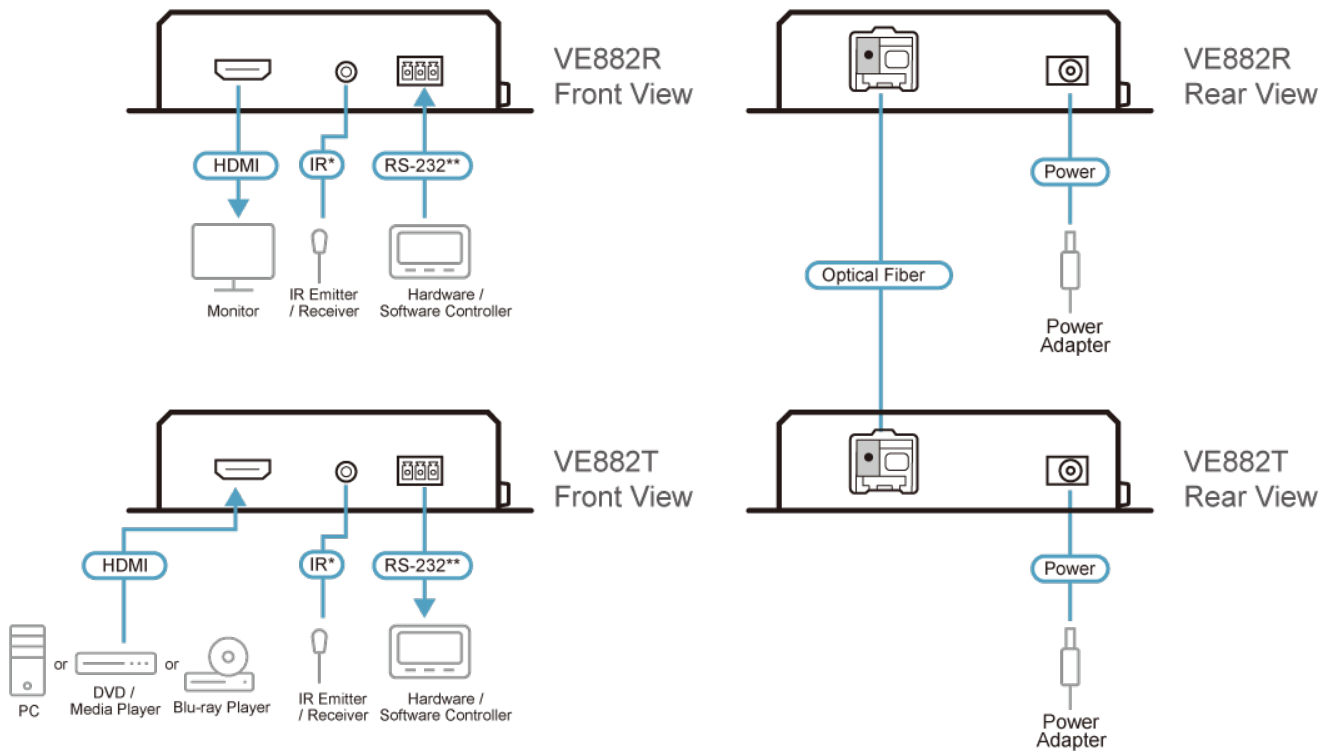 VE882R
Front View
HDMI
IR*
RS-232**
Monitor
IR Emitter
/ Receiver
Hardware /
Software Controller
VE882R
Rear View
Power
Optical Fiber
Power
Adapter
VE882T
Front View
HDMI
IR*
RS-232**
PC
or
DVD /
Media Player
or
Blu-ray Player
IR Emitter
/ Receiver
Hardware /
Software Controller
VE882T
Rear View
Power
Power
Adapter